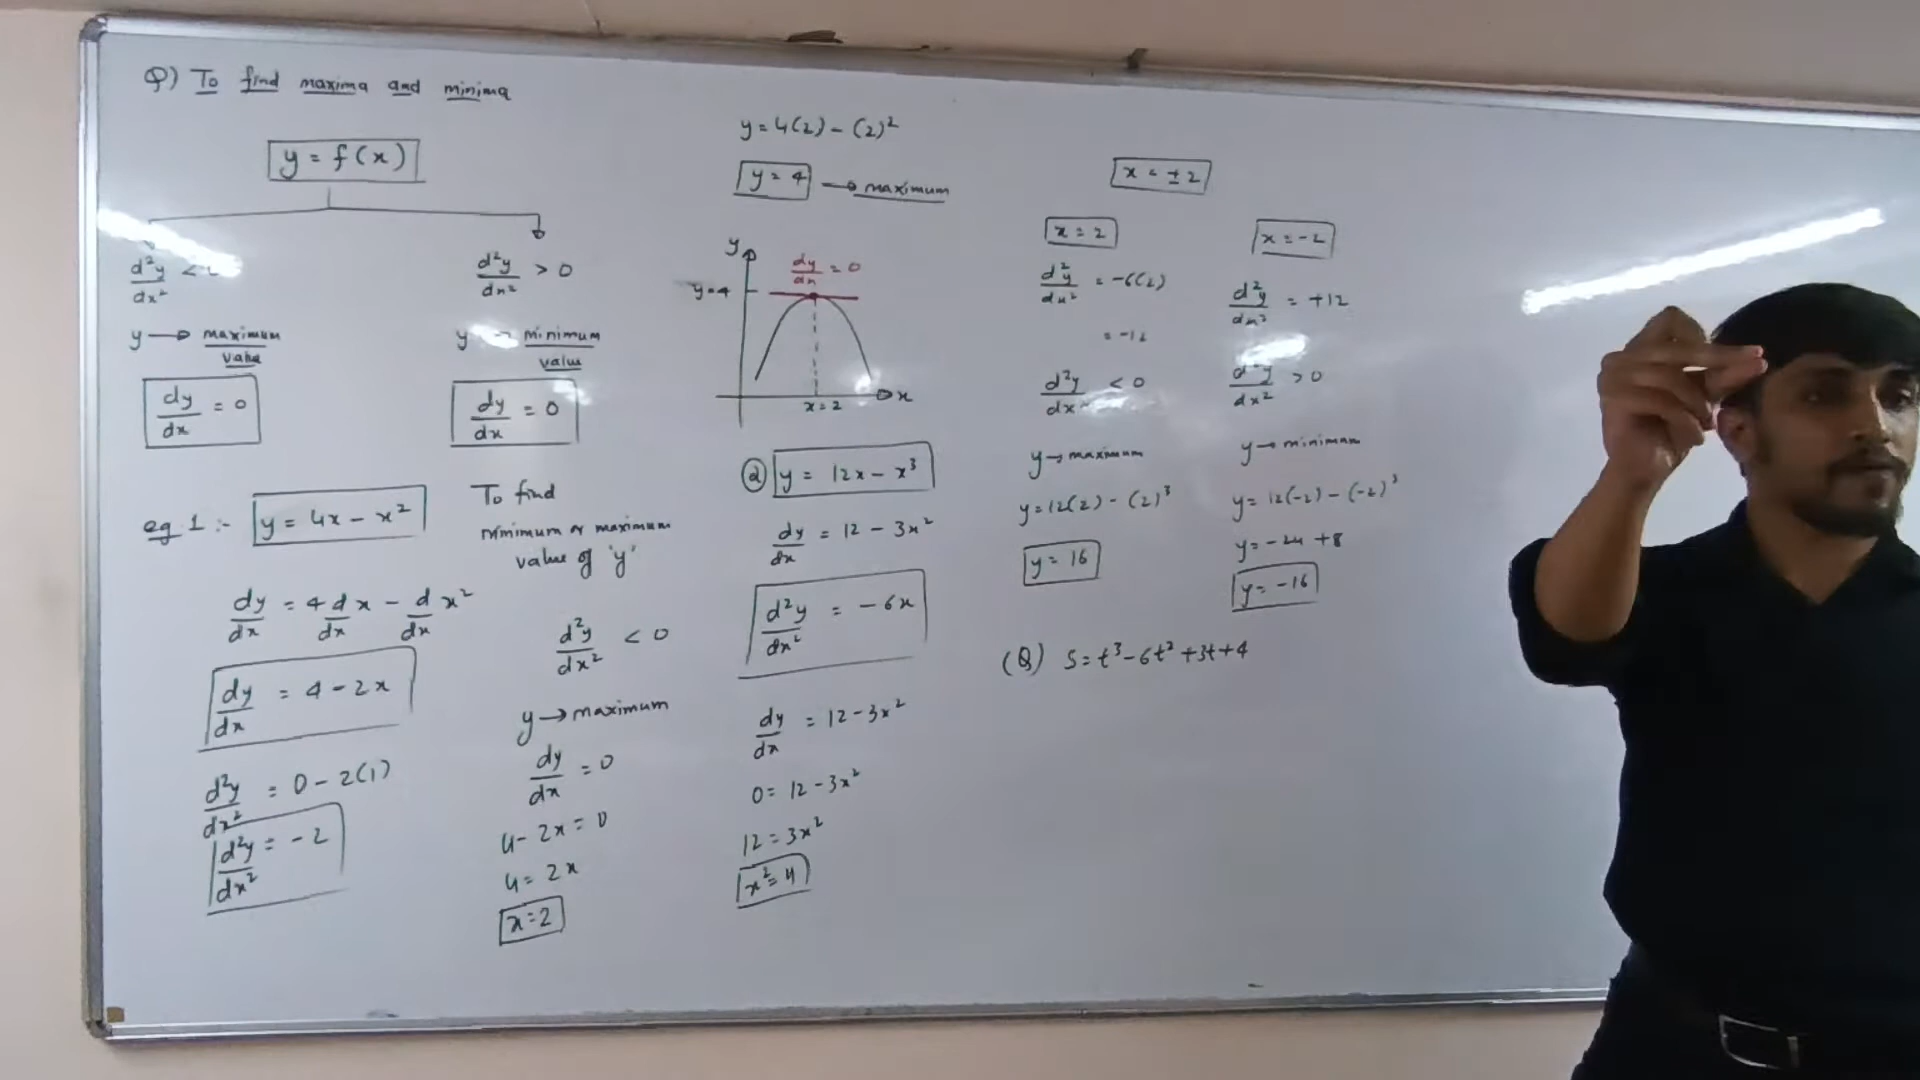 Q) To find maxima and minima
y = f(x)
d²y/dx² <
y → maximum value
dy/dx = 0
d²y/dx² > 0
y → minimum value
dy/dx = 0
eg 1 :- y = 4x - x²
To find
minimum or maximum
value of 'y'
dy/dx = 4 d/dx x - d/dx x²
dy/dx = 4 - 2x
d²y/dx² = 0 - 2(1)
d²y/dx² = -2
d²y/dx² < 0
y → maximum
dy/dx = 0
4 - 2x = 0
4 = 2x
x = 2
y = 4(2) - (2)²
y = 4 → maximum
y
dy/dx = 0
y = 4
x = 2
x
② y = 12x - x³
dy/dx = 12 - 3x²
d²y/dx² = -6x
dy/dx = 12 - 3x²
0 = 12 - 3x²
12 = 3x²
x² = 4
x = ±2
x = 2
d²y/dx² = -6(2)
= -12
d²y/dx² < 0
y → maximum
y = 12(2) - (2)³
y = 16
x = -2
d²y/dx² = +12
d²y/dx² > 0
y → minimum
y = 12(-2) - (-2)³
y = -24 + 8
y = -16
(Q) S = t³ - 6t² + 3t + 4